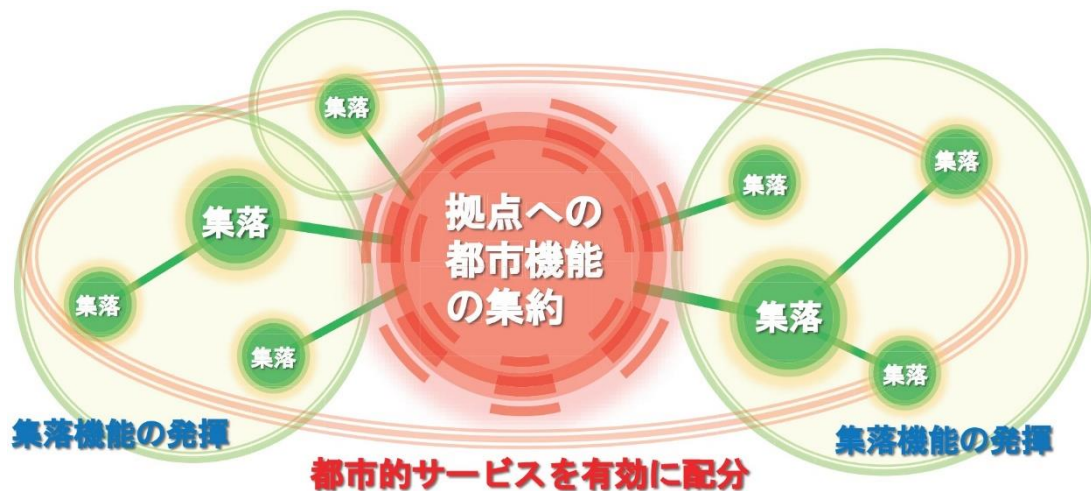 集落
集落
集落
集落
拠点への
都市機能
の集約
集落
集落
集落
集落
集落機能の発揮
集落機能の発揮
都市的サービスを有効に配分